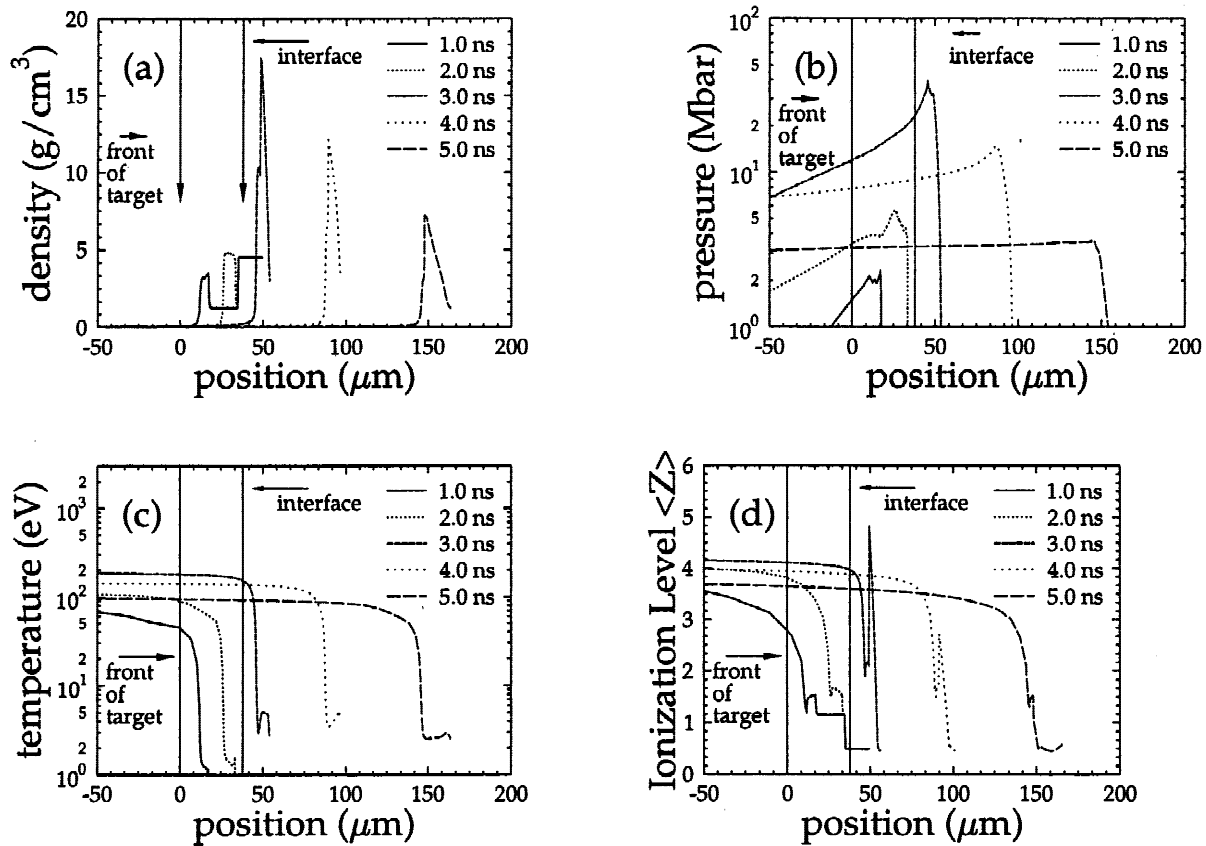 20
15
10
5
0
density (g/cm³)
(a)
interface
front
of
target
1.0 ns
2.0 ns
3.0 ns
4.0 ns
5.0 ns
-50 0 50 100 150 200
position (μm)
10²
5
2
10¹
5
2
10⁰
pressure (Mbar)
(b)
interface
front
of
target
1.0 ns
2.0 ns
3.0 ns
4.0 ns
5.0 ns
-50 0 50 100 150 200
position (μm)
2
10³
5
2
10²
5
2
10¹
5
2
10⁰
temperature (eV)
(c)
interface
front
of
target
1.0 ns
2.0 ns
3.0 ns
4.0 ns
5.0 ns
-50 0 50 100 150 200
position (μm)
6
5
4
3
2
1
0
Ionization Level <Z>
(d)
interface
front
of
target
1.0 ns
2.0 ns
3.0 ns
4.0 ns
5.0 ns
-50 0 50 100 150 200
position (μm)